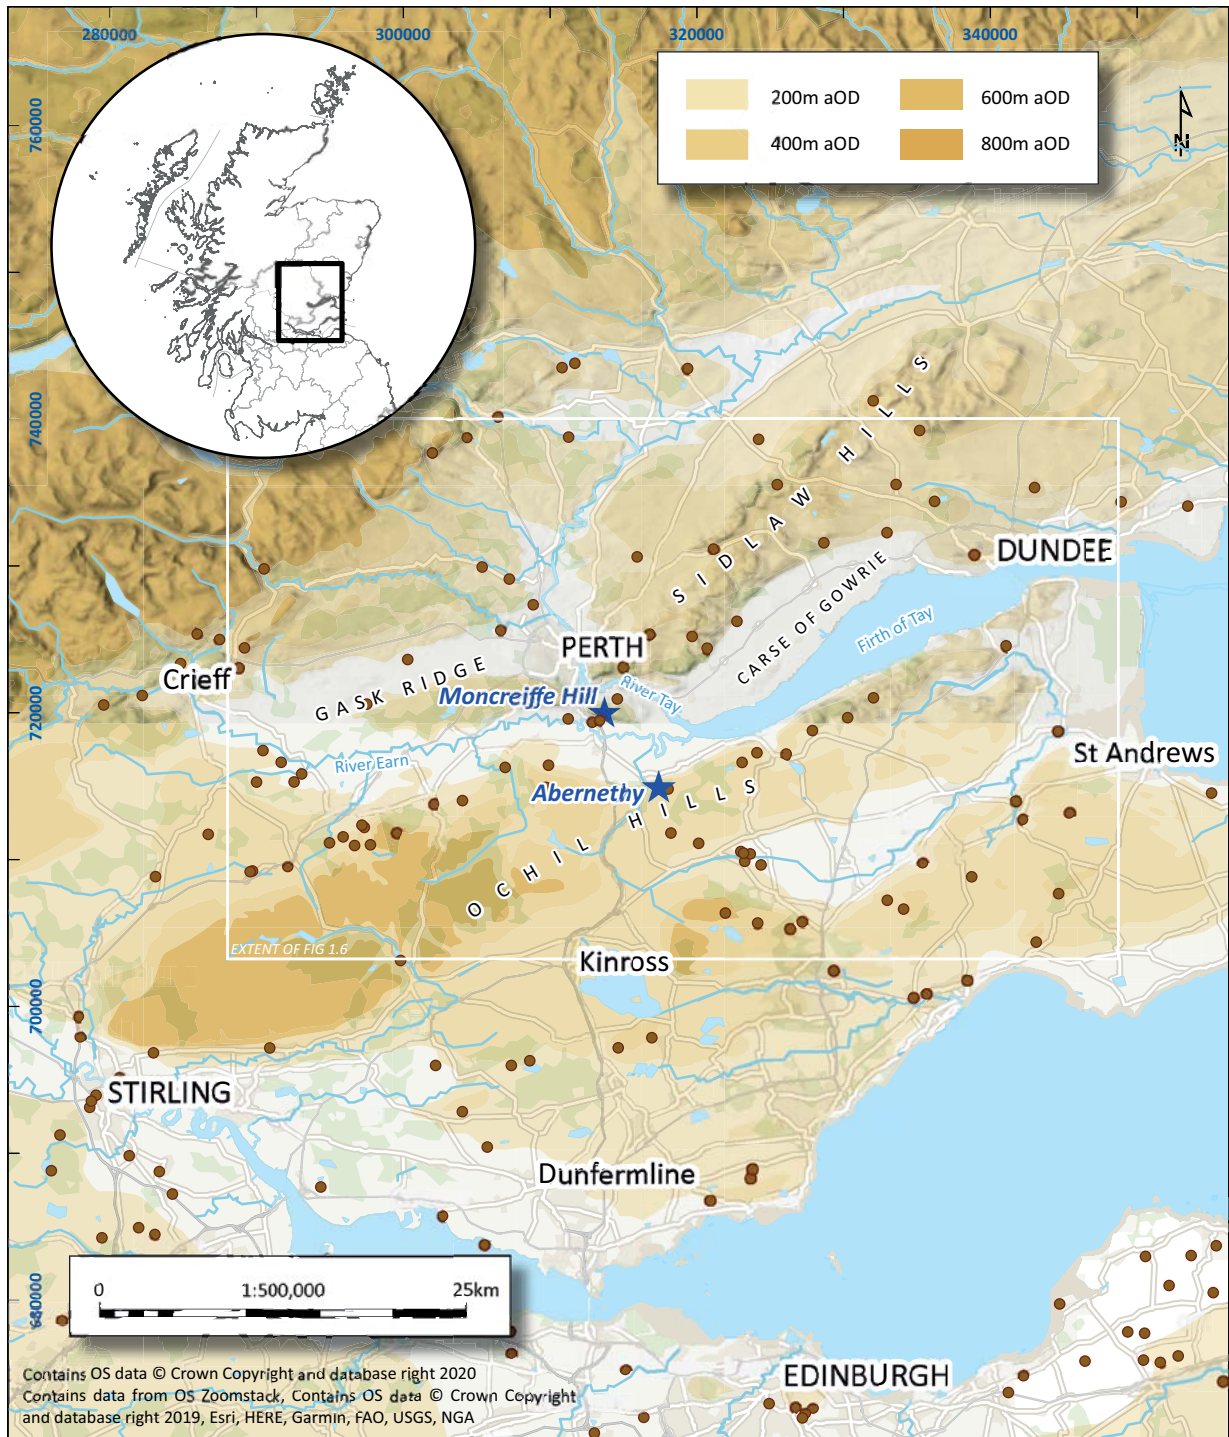 280000
300000
320000
340000
760000
740000
720000
700000
680000
200m aOD
400m aOD
600m aOD
800m aOD
N
SIDLAW HILLS
DUNDEE
CARSE OF GOWRIE
Firth of Tay
PERTH
Crieff
GASK RIDGE
Moncreiffe Hill
River Tay
River Earn
St Andrews
Abernethy
OCHIL HILLS
EXTENT OF FIG 1.6
Kinross
STIRLING
Dunfermline
0 1:500,000 25km
EDINBURGH
Contains OS data © Crown Copyright and database right 2020
Contains data from OS Zoomstack, Contains OS data © Crown Copyright
and database right 2019, Esri, HERE, Garmin, FAO, USGS, NGA